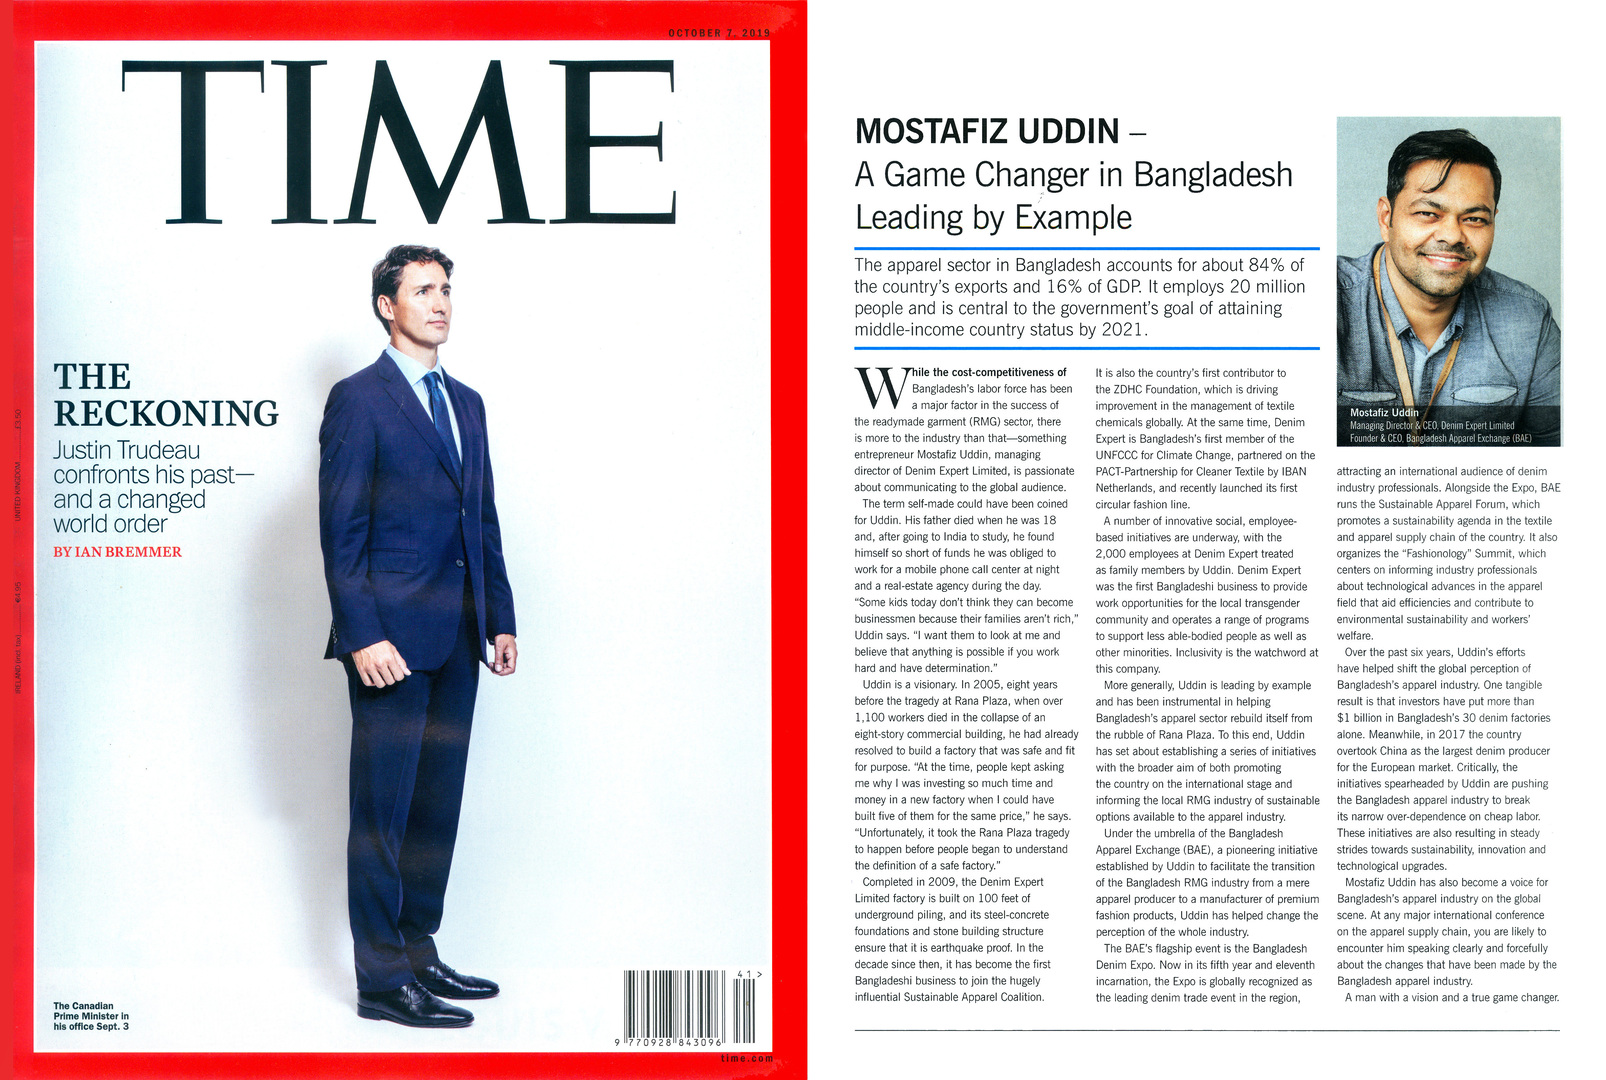 OCTOBER 7, 2019
TIME
THE
RECKONING
Justin Trudeau
confronts his past—
and a changed
world order
BY IAN BREMMER
UNITED KINGDOM £3.50
IRELAND (incl tax) €4.95
The Canadian
Prime Minister in
his office Sept. 3
41>
9 770928 843096
time.com
MOSTAFIZ UDDIN –
A Game Changer in Bangladesh
Leading by Example
The apparel sector in Bangladesh accounts for about 84% of
the country's exports and 16% of GDP. It employs 20 million
people and is central to the government's goal of attaining
middle-income country status by 2021.
While the cost-competitiveness of
Bangladesh's labor force has been
a major factor in the success of
the readymade garment (RMG) sector, there
is more to the industry than that—something
entrepreneur Mostafiz Uddin, managing
director of Denim Expert Limited, is passionate
about communicating to the global audience.
The term self-made could have been coined
for Uddin. His father died when he was 18
and, after going to India to study, he found
himself so short of funds he was obliged to
work for a mobile phone call center at night
and a real-estate agency during the day.
“Some kids today don't think they can become
businessmen because their families aren't rich,”
Uddin says. “I want them to look at me and
believe that anything is possible if you work
hard and have determination.”
Uddin is a visionary. In 2005, eight years
before the tragedy at Rana Plaza, when over
1,100 workers died in the collapse of an
eight-story commercial building, he had already
resolved to build a factory that was safe and fit
for purpose. “At the time, people kept asking
me why I was investing so much time and
money in a new factory when I could have
built five of them for the same price,” he says.
“Unfortunately, it took the Rana Plaza tragedy
to happen before people began to understand
the definition of a safe factory.”
Completed in 2009, the Denim Expert
Limited factory is built on 100 feet of
underground piling, and its steel-concrete
foundations and stone building structure
ensure that it is earthquake proof. In the
decade since then, it has become the first
Bangladeshi business to join the hugely
influential Sustainable Apparel Coalition.
It is also the country's first contributor to
the ZDHC Foundation, which is driving
improvement in the management of textile
chemicals globally. At the same time, Denim
Expert is Bangladesh's first member of the
UNFCCC for Climate Change, partnered on the
PACT-Partnership for Cleaner Textile by IBAN
Netherlands, and recently launched its first
circular fashion line.
A number of innovative social, employee-
based initiatives are underway, with the
2,000 employees at Denim Expert treated
as family members by Uddin. Denim Expert
was the first Bangladeshi business to provide
work opportunities for the local transgender
community and operates a range of programs
to support less able-bodied people as well as
other minorities. Inclusivity is the watchword at
this company.
More generally, Uddin is leading by example
and has been instrumental in helping
Bangladesh's apparel sector rebuild itself from
the rubble of Rana Plaza. To this end, Uddin
has set about establishing a series of initiatives
with the broader aim of both promoting
the country on the international stage and
informing the local RMG industry of sustainable
options available to the apparel industry.
Under the umbrella of the Bangladesh
Apparel Exchange (BAE), a pioneering initiative
established by Uddin to facilitate the transition
of the Bangladesh RMG industry from a mere
apparel producer to a manufacturer of premium
fashion products, Uddin has helped change the
perception of the whole industry.
The BAE's flagship event is the Bangladesh
Denim Expo. Now in its fifth year and eleventh
incarnation, the Expo is globally recognized as
the leading denim trade event in the region,
Mostafiz Uddin
Managing Director & CEO, Denim Expert Limited
Founder & CEO, Bangladesh Apparel Exchange (BAE)
attracting an international audience of denim
industry professionals. Alongside the Expo, BAE
runs the Sustainable Apparel Forum, which
promotes a sustainability agenda in the textile
and apparel supply chain of the country. It also
organizes the “Fashionology” Summit, which
centers on informing industry professionals
about technological advances in the apparel
field that aid efficiencies and contribute to
environmental sustainability and workers'
welfare.
Over the past six years, Uddin's efforts
have helped shift the global perception of
Bangladesh's apparel industry. One tangible
result is that investors have put more than
$1 billion in Bangladesh's 30 denim factories
alone. Meanwhile, in 2017 the country
overtook China as the largest denim producer
for the European market. Critically, the
initiatives spearheaded by Uddin are pushing
the Bangladesh apparel industry to break
its narrow over-dependence on cheap labor.
These initiatives are also resulting in steady
strides towards sustainability, innovation and
technological upgrades.
Mostafiz Uddin has also become a voice for
Bangladesh's apparel industry on the global
scene. At any major international conference
on the apparel supply chain, you are likely to
encounter him speaking clearly and forcefully
about the changes that have been made by the
Bangladesh apparel industry.
A man with a vision and a true game changer.